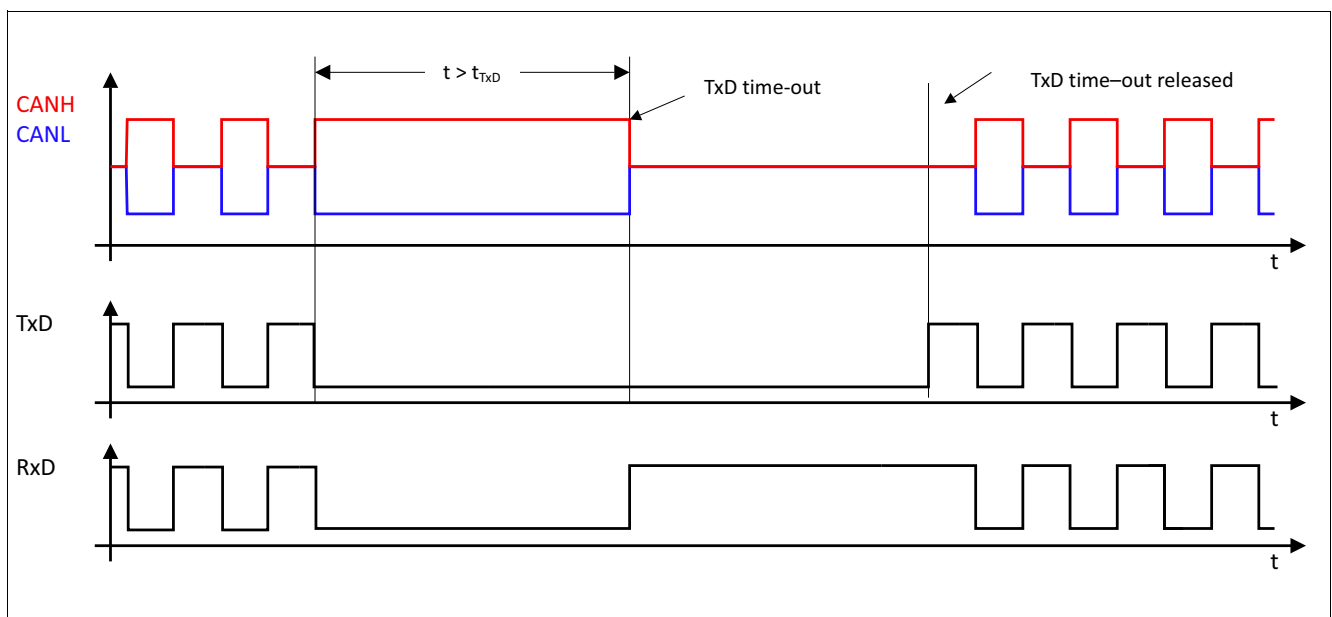 t > tTxD
TxD time-out
TxD time–out released
CANH
CANL
t
TxD
t
RxD
t